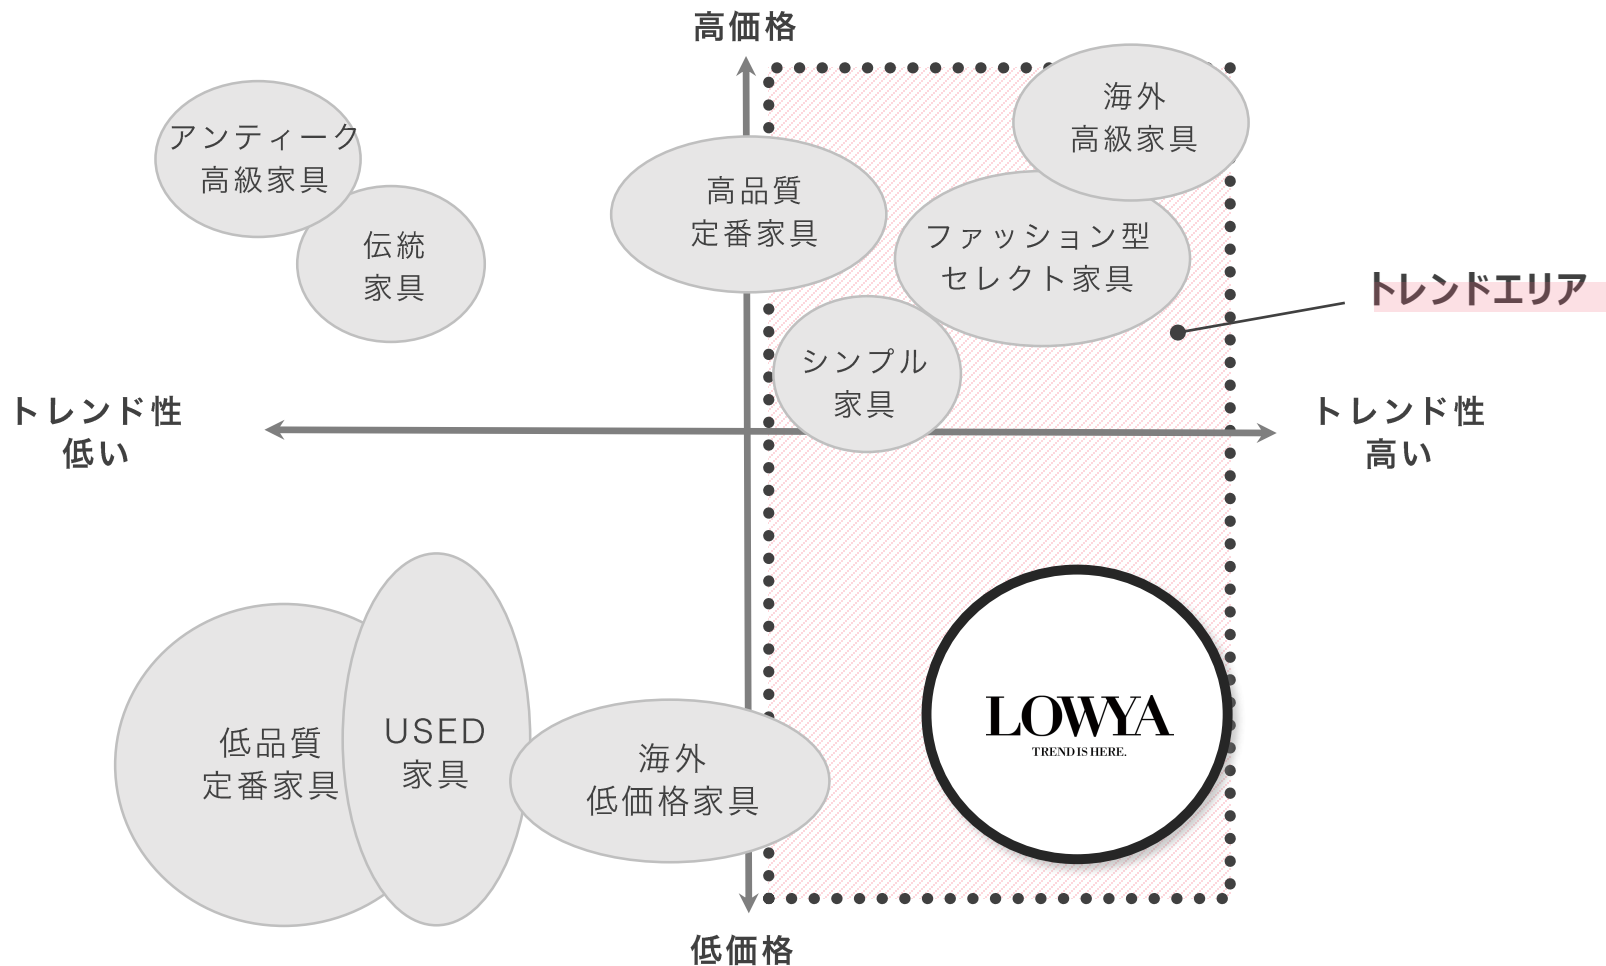 高価格
アンティーク
高級家具
伝統
家具
高品質
定番家具
海外
高級家具
ファッション型
セレクト家具
シンプル
家具
トレンドエリア
トレンド性
低い
トレンド性
高い
低品質
定番家具
USED
家具
海外
低価格家具
LOWYA
TREND IS HERE.
低価格